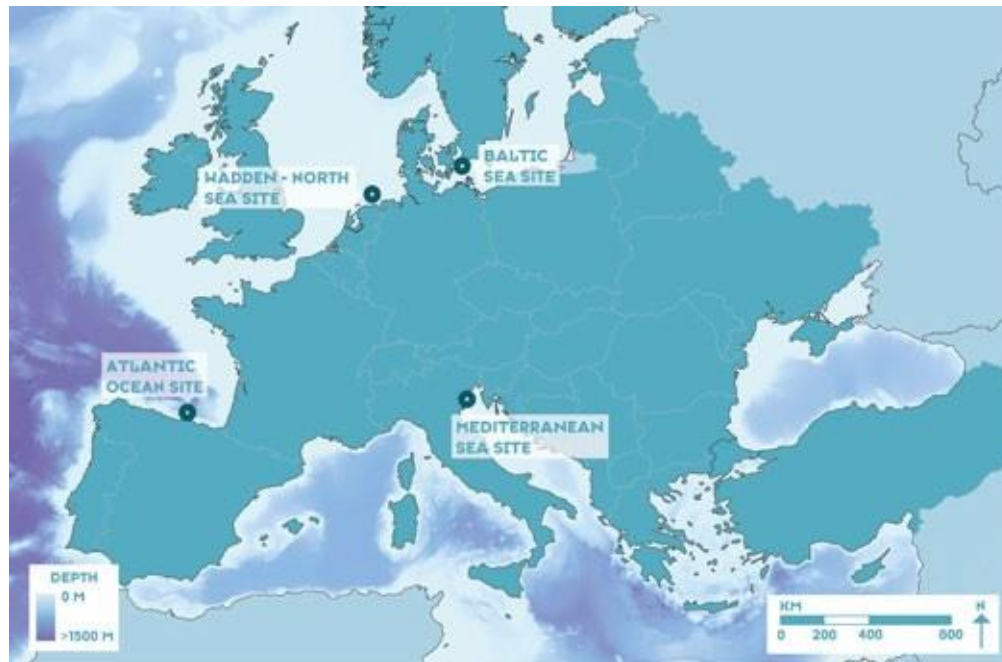 WADDEN - NORTH
SEA SITE
BALTIC
SEA SITE
ATLANTIC
OCEAN SITE
MEDITERRANEAN
SEA SITE
DEPTH
0 M
>1500 M
KM
N
0 200 400 800